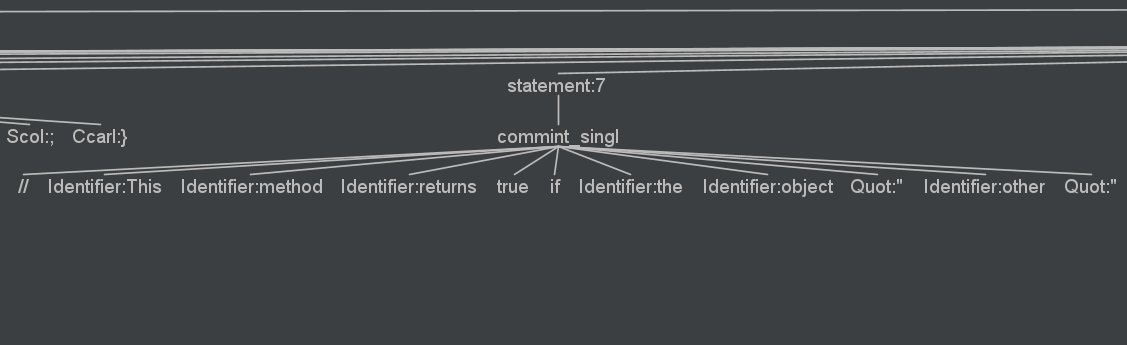 statement:7
Scol:; Ccarl:} commint_singl
// Identifier:This Identifier:method Identifier:returns true if Identifier:the Identifier:object Quot:" Identifier:other Quot:"